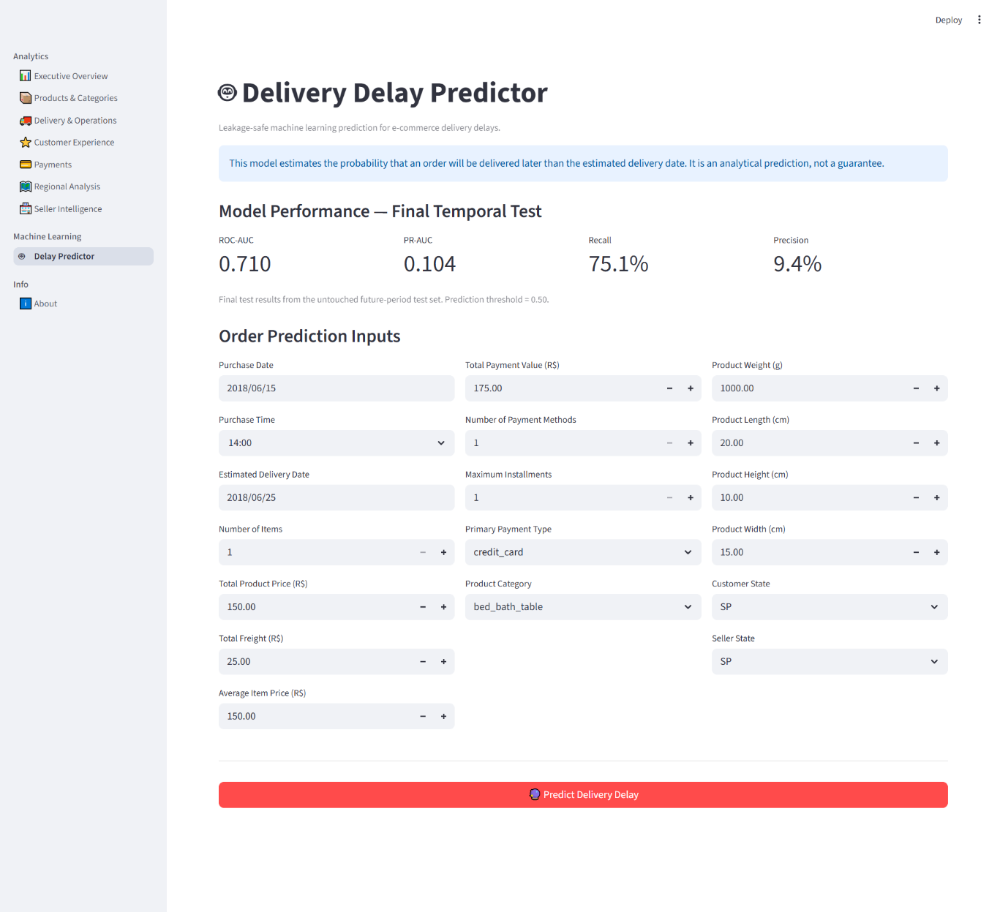 Deploy
Analytics
Executive Overview
Products & Categories
Delivery & Operations
Customer Experience
Payments
Regional Analysis
Seller Intelligence
Machine Learning
Delay Predictor
Info
About
Delivery Delay Predictor
Leakage-safe machine learning prediction for e-commerce delivery delays.
This model estimates the probability that an order will be delivered later than the estimated delivery date. It is an analytical prediction, not a guarantee.
Model Performance — Final Temporal Test
ROC-AUC
0.710
PR-AUC
0.104
Recall
75.1%
Precision
9.4%
Final test results from the untouched future-period test set. Prediction threshold = 0.50.
Order Prediction Inputs
Purchase Date
2018/06/15
Purchase Time
14:00
Estimated Delivery Date
2018/06/25
Number of Items
1
Total Product Price (R$)
150.00
Total Freight (R$)
25.00
Average Item Price (R$)
150.00
Total Payment Value (R$)
175.00
Number of Payment Methods
1
Maximum Installments
1
Primary Payment Type
credit_card
Product Category
bed_bath_table
Product Weight (g)
1000.00
Product Length (cm)
20.00
Product Height (cm)
10.00
Product Width (cm)
15.00
Customer State
SP
Seller State
SP
Predict Delivery Delay